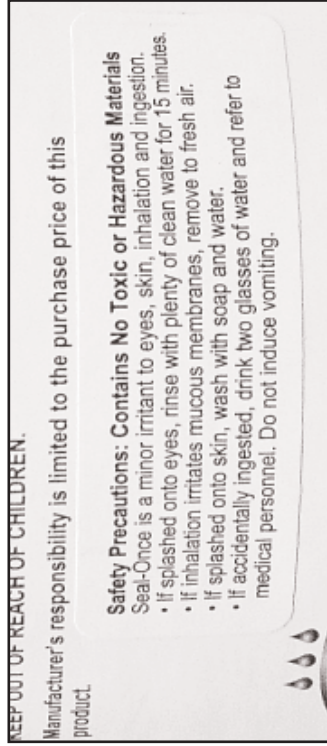 KEEP OUT OF REACH OF CHILDREN.
Manufacturer's responsibility is limited to the purchase price of this
product.
Safety Precautions: Contains No Toxic or Hazardous Materials
Seal-Once is a minor irritant to eyes, skin, inhalation and ingestion.
• If splashed onto eyes, rinse with plenty of clean water for 15 minutes.
• If inhalation irritates mucous membranes, remove to fresh air.
• If splashed onto skin, wash with soap and water.
• If accidentally ingested, drink two glasses of water and refer to
medical personnel. Do not induce vomiting.